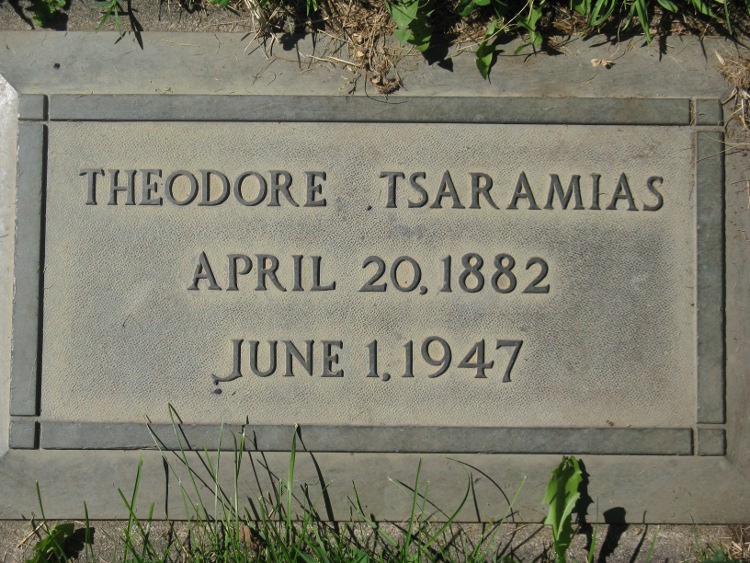 THEODORE TSARAMIAS
APRIL 20, 1882
JUNE 1, 1947